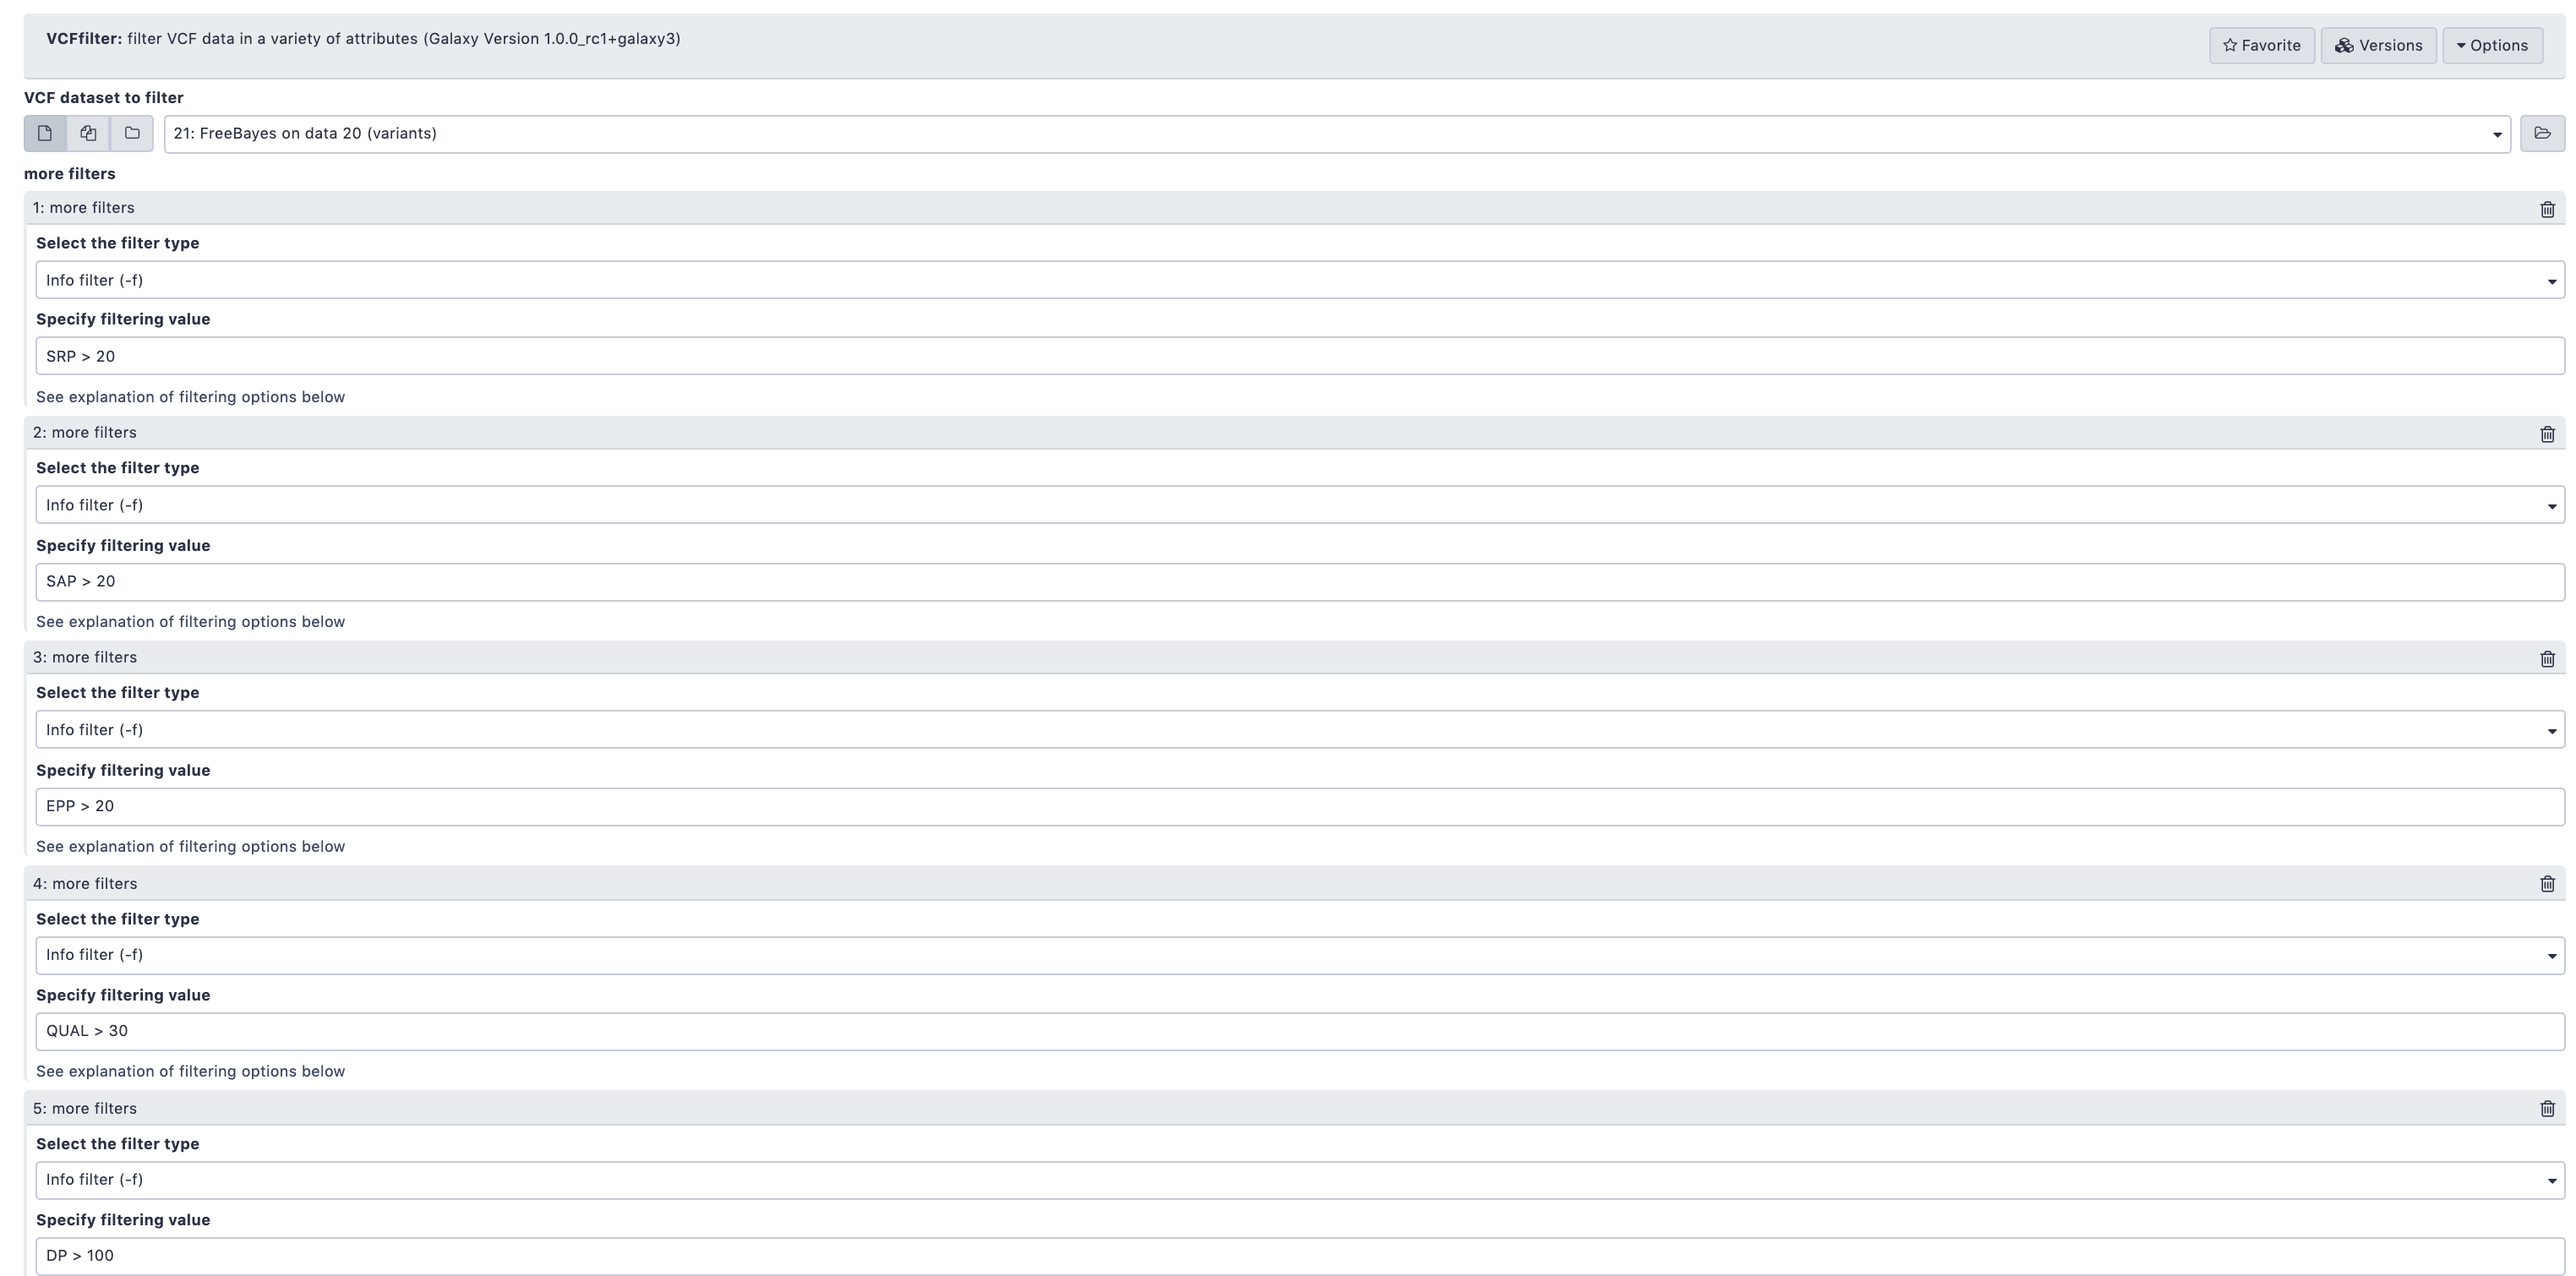 VCFfilter: filter VCF data in a variety of attributes (Galaxy Version 1.0.0_rc1+galaxy3)
Favorite
Versions
Options
VCF dataset to filter
21: FreeBayes on data 20 (variants)
more filters
1: more filters
Select the filter type
Info filter (-f)
Specify filtering value
SRP > 20
See explanation of filtering options below
2: more filters
Select the filter type
Info filter (-f)
Specify filtering value
SAP > 20
See explanation of filtering options below
3: more filters
Select the filter type
Info filter (-f)
Specify filtering value
EPP > 20
See explanation of filtering options below
4: more filters
Select the filter type
Info filter (-f)
Specify filtering value
QUAL > 30
See explanation of filtering options below
5: more filters
Select the filter type
Info filter (-f)
Specify filtering value
DP > 100